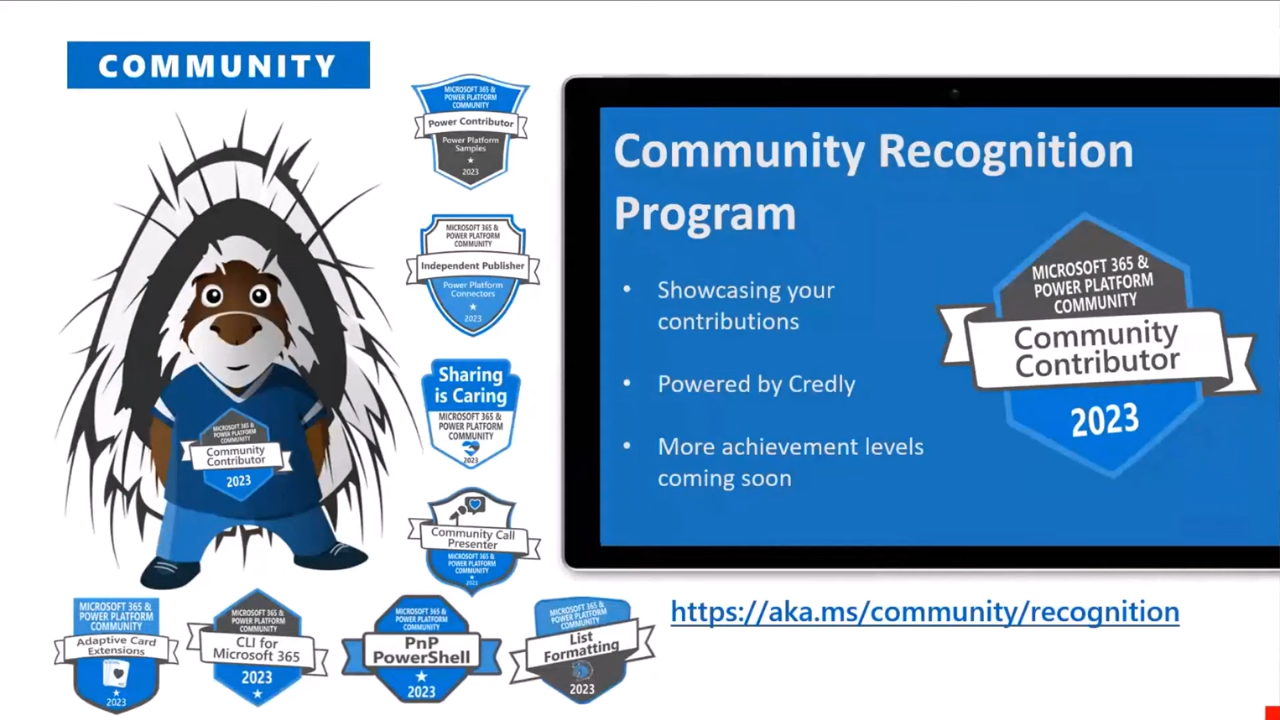 COMMUNITY
MICROSOFT 365 &
POWER PLATFORM
COMMUNITY
Power Contributor
Power Platform
Samples
2023
MICROSOFT 365 &
POWER PLATFORM
COMMUNITY
Independent Publisher
Power Platform
Connectors
2023
Sharing
is Caring
MICROSOFT 365 &
POWER PLATFORM
COMMUNITY
2023
Community Call
Presenter
MICROSOFT 365 &
POWER PLATFORM
COMMUNITY
2023
MICROSOFT 365 &
POWER PLATFORM
COMMUNITY
Community
Contributor
2023
MICROSOFT 365 &
POWER PLATFORM
COMMUNITY
Adaptive Card
Extensions
2023
MICROSOFT 365 &
POWER PLATFORM
COMMUNITY
CLI for
Microsoft 365
2023
MICROSOFT 365 &
POWER PLATFORM
COMMUNITY
PnP
PowerShell
2023
MICROSOFT 365 &
POWER PLATFORM
COMMUNITY
List
Formatting
2023
Community Recognition
Program
• Showcasing your
contributions
• Powered by Credly
• More achievement levels
coming soon
MICROSOFT 365 &
POWER PLATFORM
COMMUNITY
Community
Contributor
2023
https://aka.ms/community/recognition